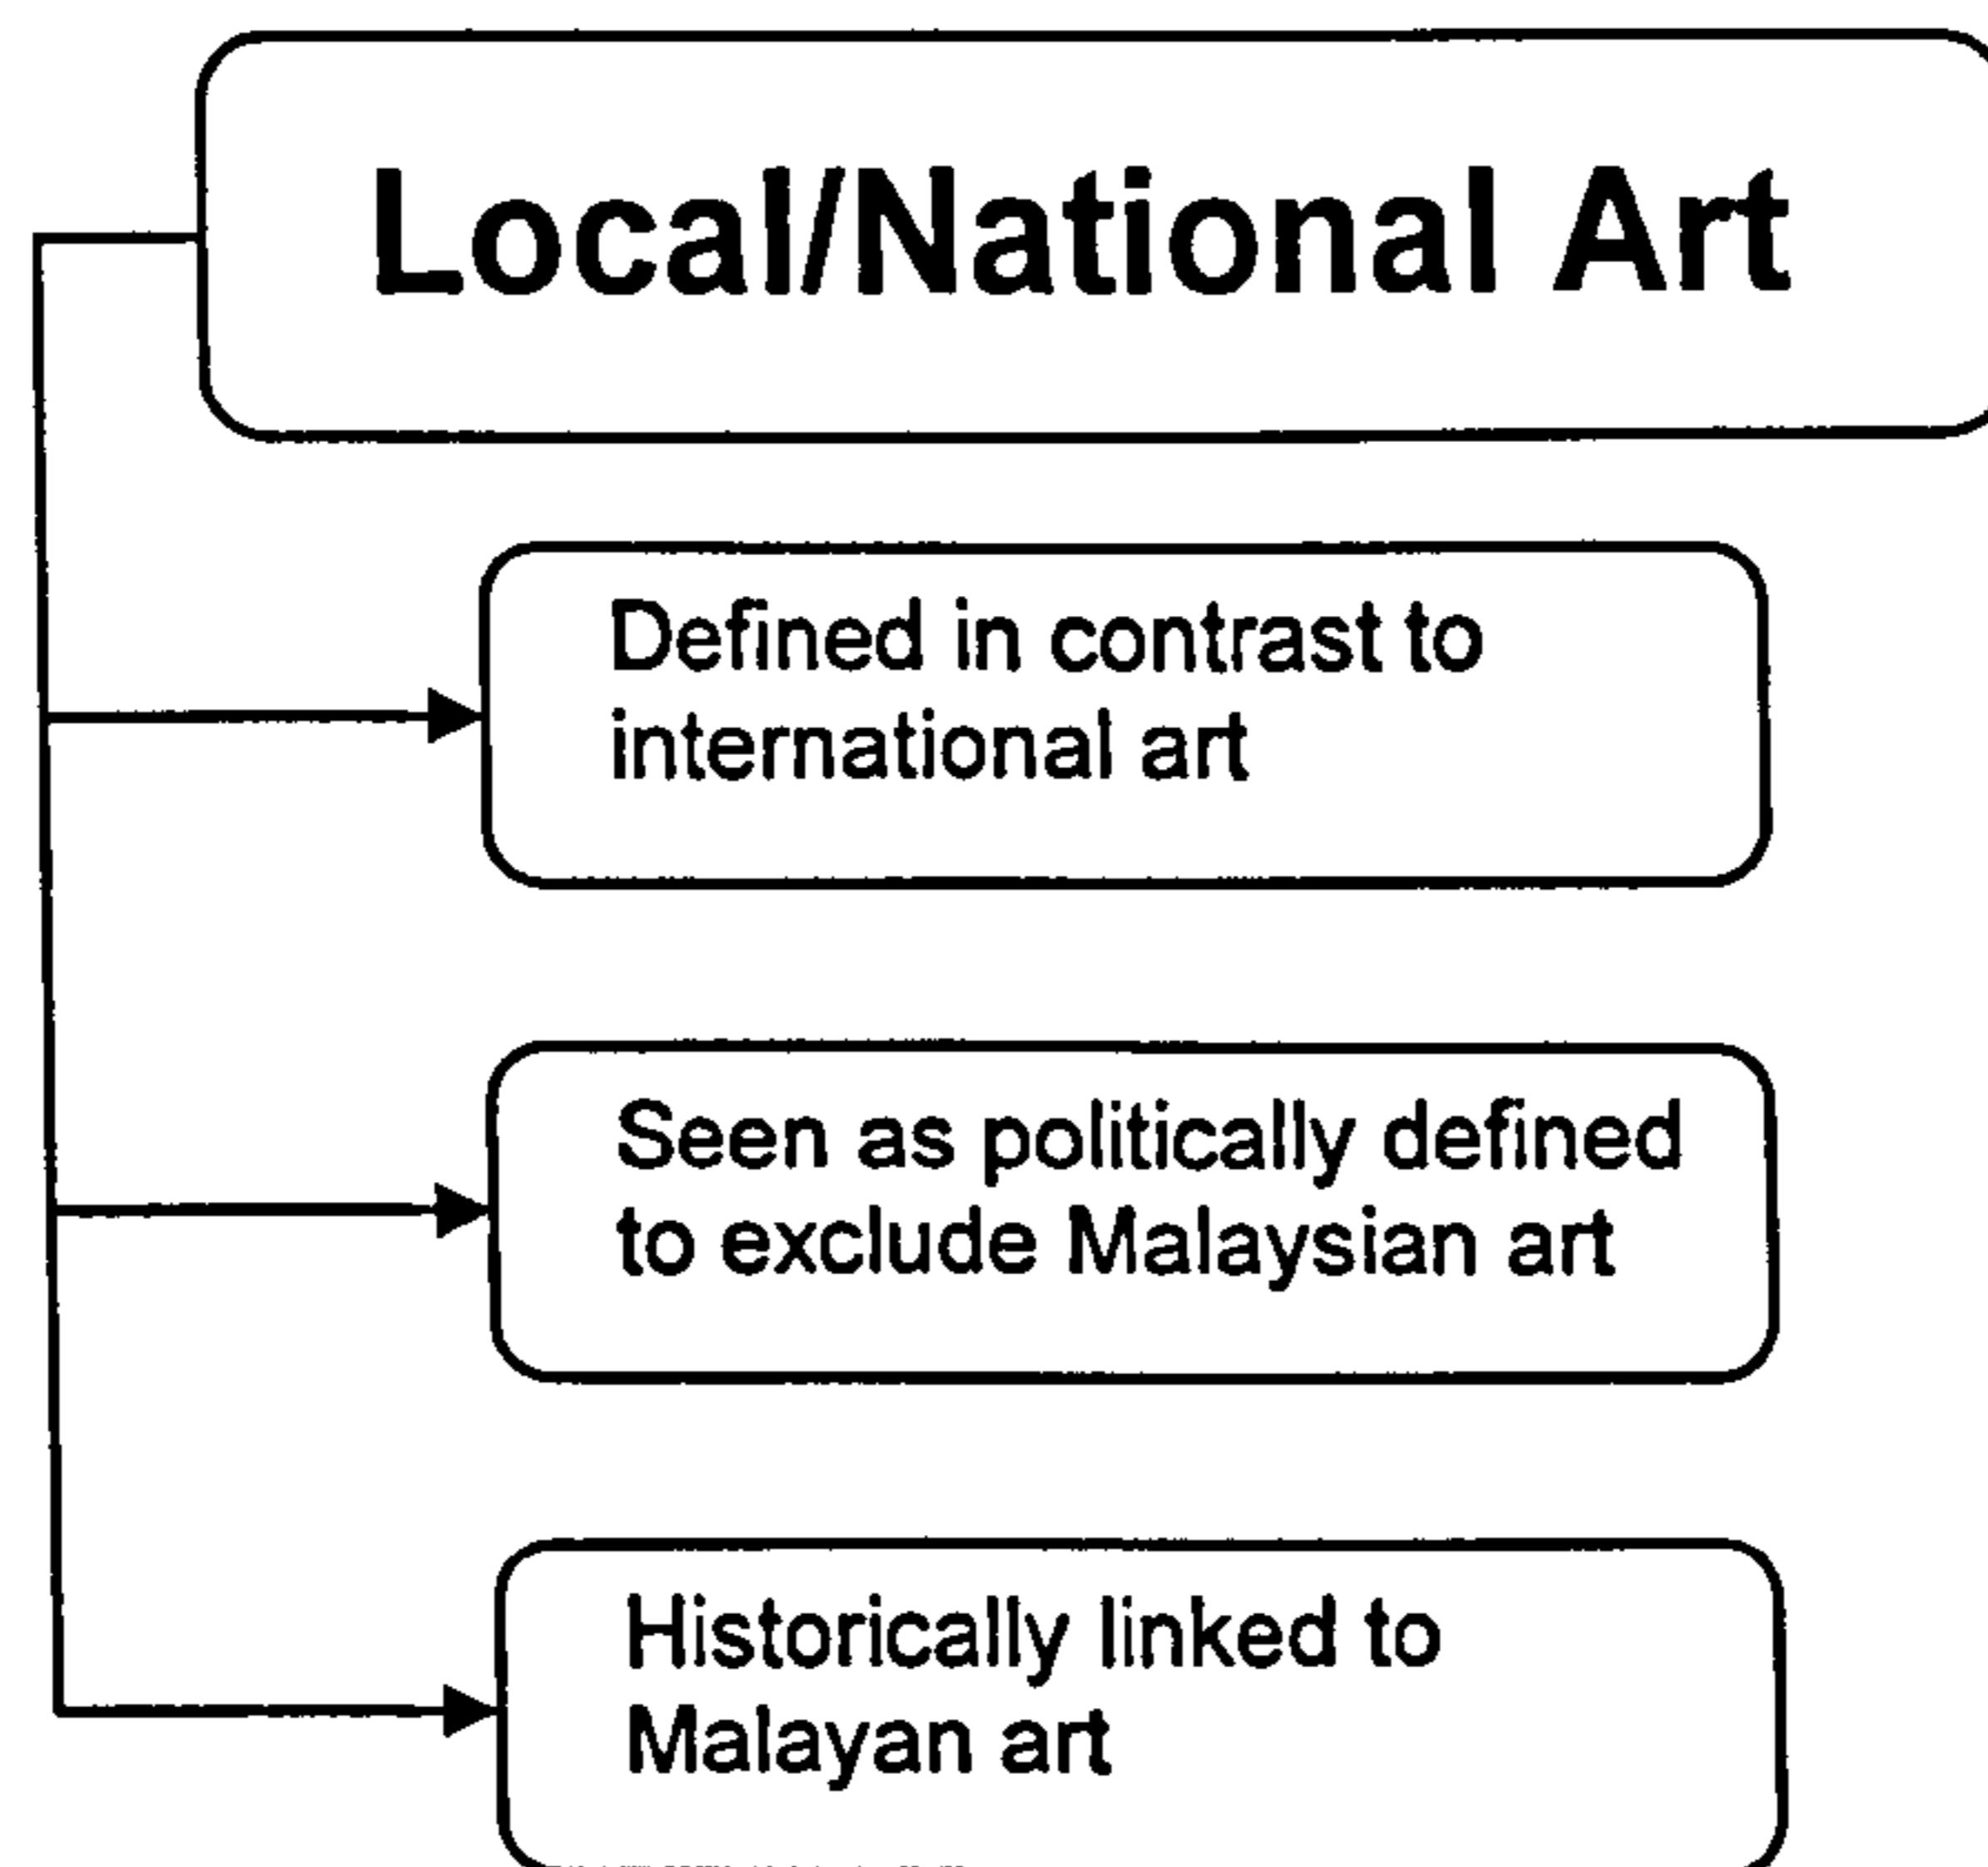 Local/National Art
Defined in contrast to
international art
Seen as politically defined
to exclude Malaysian art
Historically linked to
Malayan art